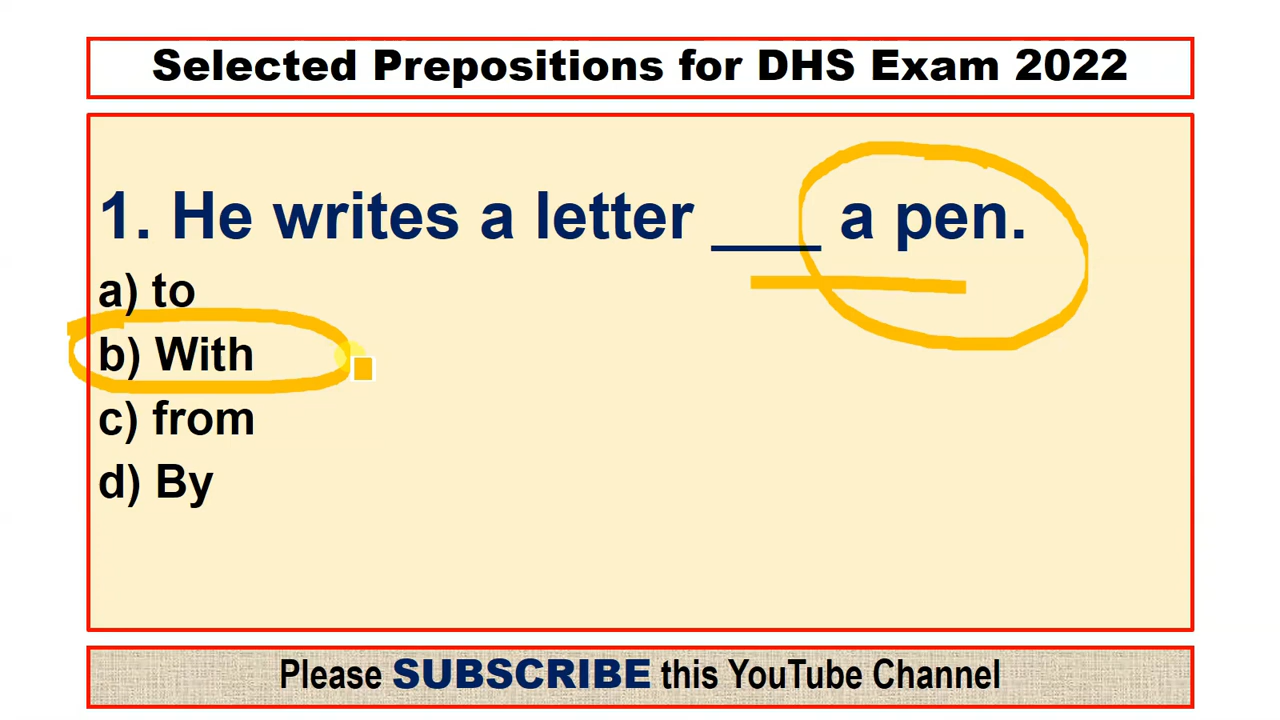 Selected Prepositions for DHS Exam 2022
1. He writes a letter ___ a pen.
a) to
b) With
c) from
d) By
Please SUBSCRIBE this YouTube Channel